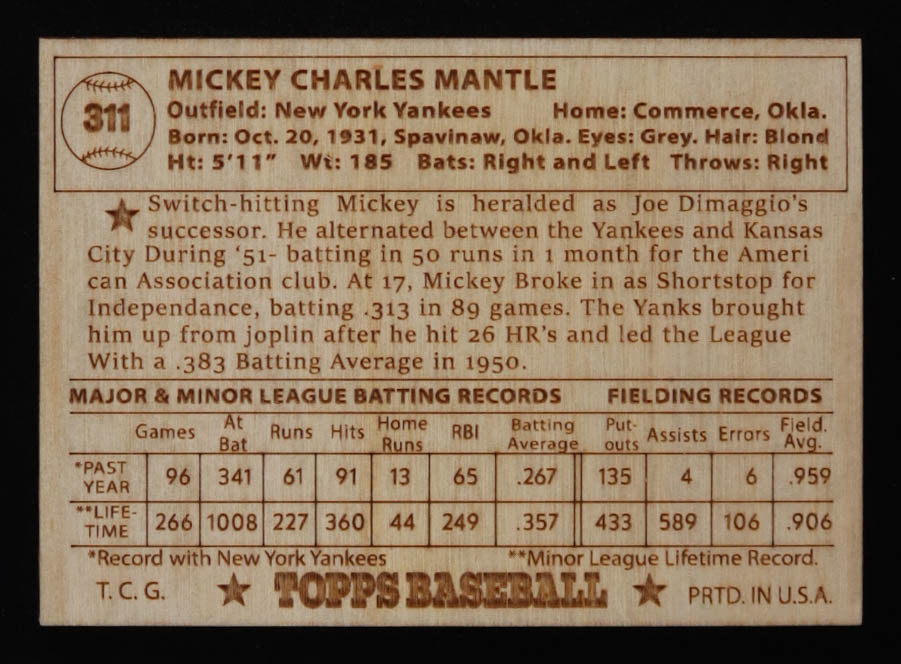 311
MICKEY CHARLES MANTLE
Outfield: New York Yankees Home: Commerce, Okla.
Born: Oct. 20, 1931, Spavinaw, Okla. Eyes: Grey. Hair: Blond
Ht: 5'11" Wt: 185 Bats: Right and Left Throws: Right
Switch-hitting Mickey is heralded as Joe Dimaggio's
successor. He alternated between the Yankees and Kansas
City During '51- batting in 50 runs in 1 month for the Ameri
can Association club. At 17, Mickey Broke in as Shortstop for
Independance, batting .313 in 89 games. The Yanks brought
him up from joplin after he hit 26 HR's and led the League
With a .383 Batting Average in 1950.
MAJOR & MINOR LEAGUE BATTING RECORDS FIELDING RECORDS
Games At Bat Runs Hits Home Runs RBI Batting Average Put-outs Assists Errors Field. Avg.
*PAST YEAR 96 341 61 91 13 65 .267 135 4 6 .959
**LIFE-TIME 266 1008 227 360 44 249 .357 433 589 106 .906
*Record with New York Yankees **Minor League Lifetime Record.
T. C. G. TOPPS BASEBALL PRTD. IN U.S.A.